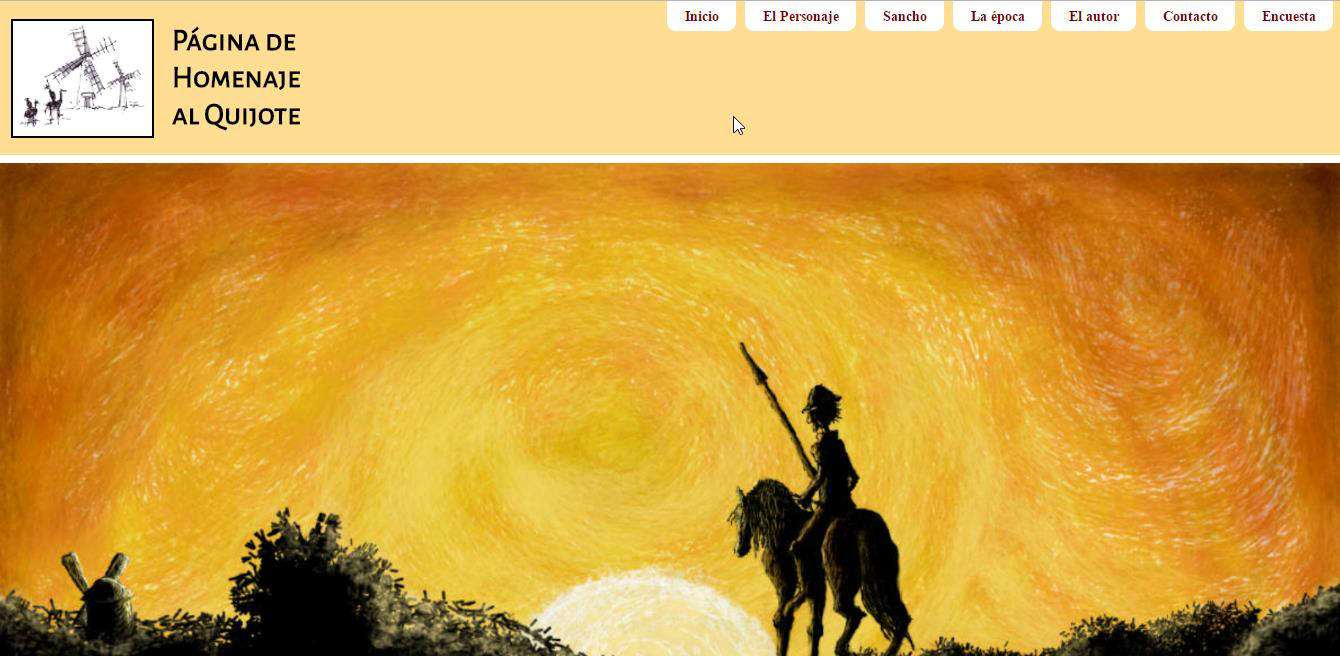 Inicio El Personaje Sancho La época El autor Contacto Encuesta
Página de
Homenaje
al Quijote